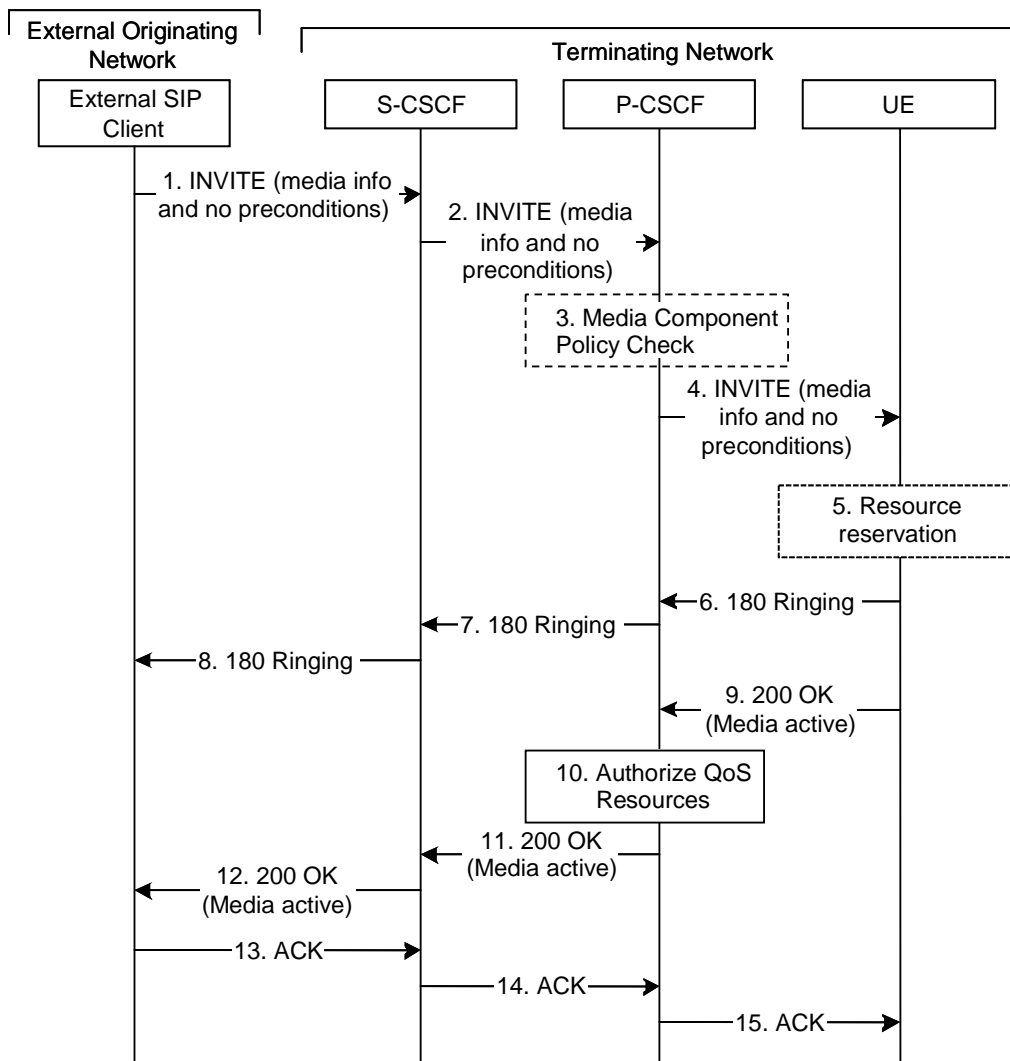 External Originating
Network
Terminating Network
External SIP
Client
S-CSCF
P-CSCF
UE
1. INVITE (media info
and no preconditions)
2. INVITE (media
info and no
preconditions)
3. Media Component
Policy Check
4. INVITE (media
info and no
preconditions)
5. Resource
reservation
6. 180 Ringing
7. 180 Ringing
8. 180 Ringing
9. 200 OK
(Media active)
10. Authorize QoS
Resources
11. 200 OK
(Media active)
12. 200 OK
(Media active)
13. ACK
14. ACK
15. ACK